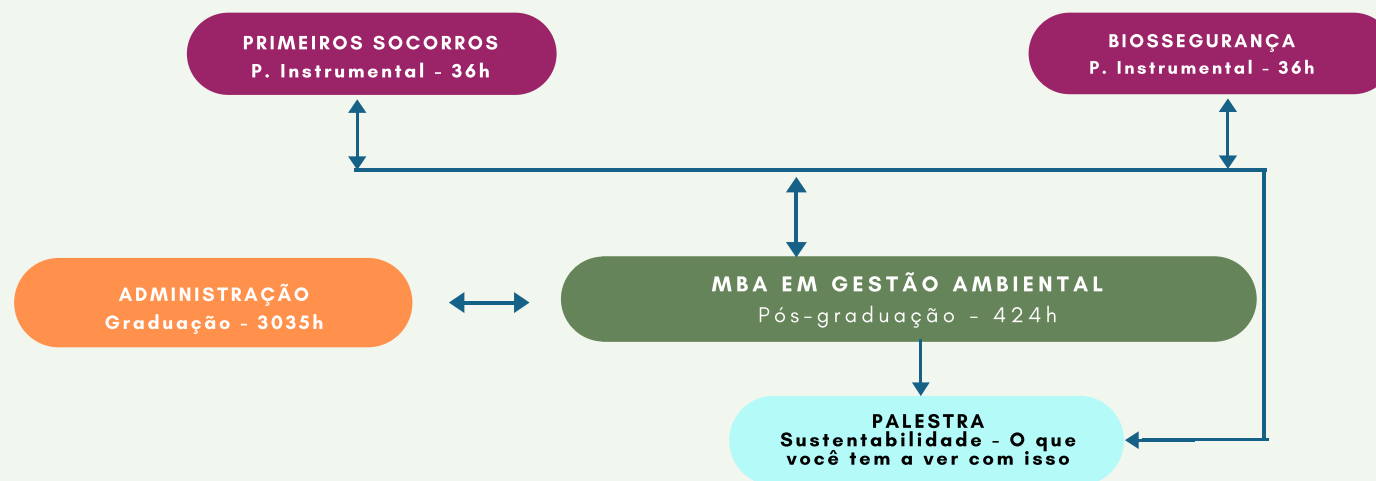 PRIMEIROS SOCORROS
P. Instrumental - 36h
BIOSSEGURANÇA
P. Instrumental - 36h
ADMINISTRAÇÃO
Graduação - 3035h
MBA EM GESTÃO AMBIENTAL
Pós-graduação - 424h
PALESTRA
Sustentabilidade - O que
você tem a ver com isso